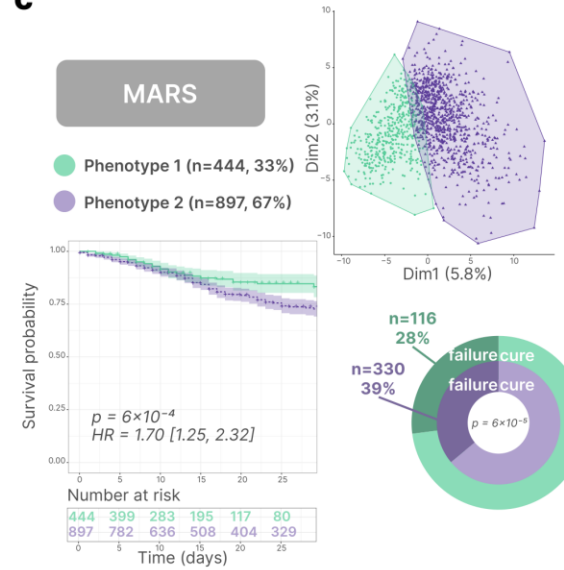 c
MARS
Phenotype 1 (n=444, 33%)
Phenotype 2 (n=897, 67%)
10
5
0
−5
−10
Dim2 (3.1%)
−10 −5 0 5 10
Dim1 (5.8%)
1.00
0.75
0.50
0.25
0.00
Survival probability
p = 6×10⁻⁴
HR = 1.70 [1.25, 2.32]
0 5 10 15 20 25
Number at risk
444 399 283 195 117 80
897 782 636 508 404 329
0 5 10 15 20 25
Time (days)
n=116
28%
n=330
39%
failure cure
failure cure
p = 6×10⁻⁵